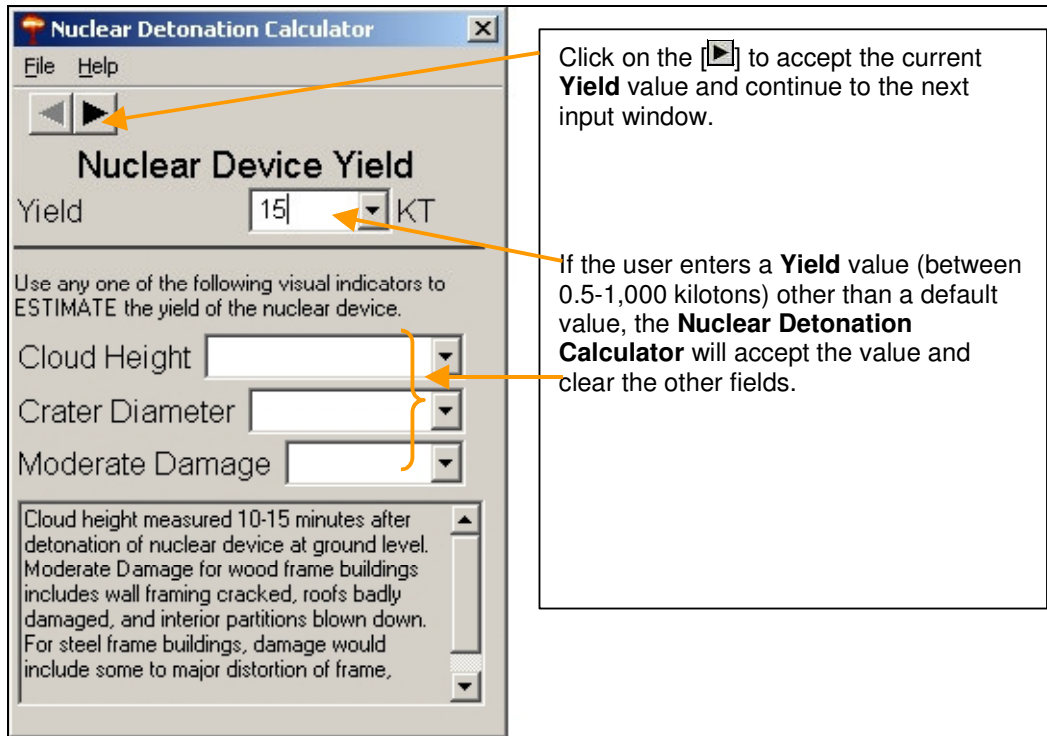 Nuclear Detonation Calculator
File Help
Nuclear Device Yield
Yield 15 KT
Use any one of the following visual indicators to
ESTIMATE the yield of the nuclear device.
Cloud Height
Crater Diameter
Moderate Damage
Cloud height measured 10-15 minutes after
detonation of nuclear device at ground level.
Moderate Damage for wood frame buildings
includes wall framing cracked, roofs badly
damaged, and interior partitions blown down.
For steel frame buildings, damage would
include some to major distortion of frame,
Click on the [►] to accept the current
Yield value and continue to the next
input window.
If the user enters a Yield value (between
0.5-1,000 kilotons) other than a default
value, the Nuclear Detonation
Calculator will accept the value and
clear the other fields.